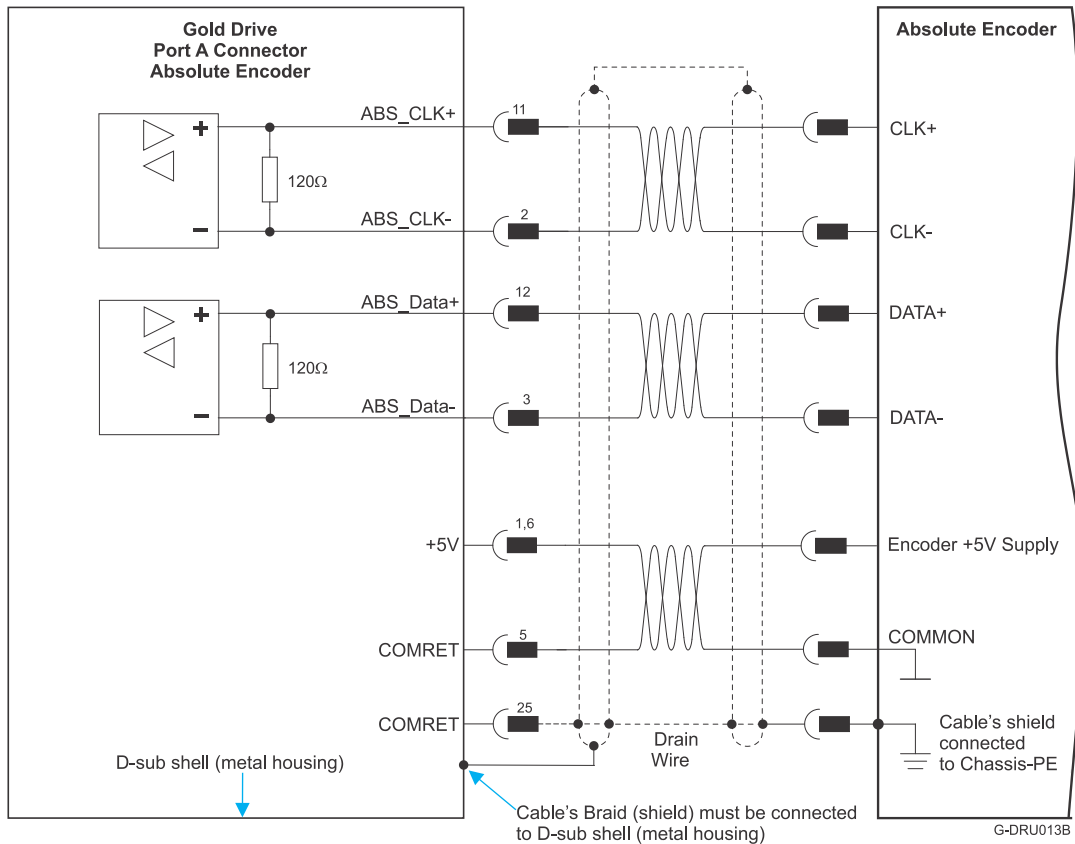 Gold Drive
Port A Connector
Absolute Encoder
Absolute Encoder
ABS_CLK+
11
CLK+
120Ω
ABS_CLK-
2
CLK-
ABS_Data+
12
DATA+
120Ω
ABS_Data-
3
DATA-
+5V
1,6
Encoder +5V Supply
COMRET
5
COMMON
COMRET
25
Drain
Wire
Cable's shield
connected
to Chassis-PE
D-sub shell (metal housing)
Cable's Braid (shield) must be connected
to D-sub shell (metal housing)
G-DRU013B